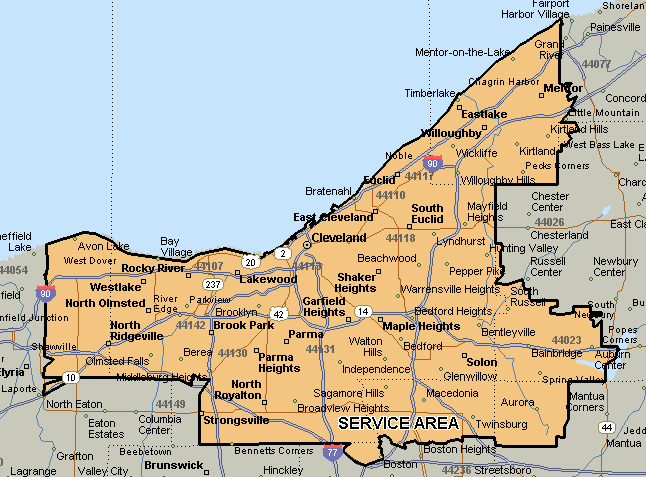 Fairport
Harbor Village
Shorelan
Painesville
Grand
River
Mentor-on-the-Lake
44077
Chagrin Harbor
Mentor
Timberlake
Concord
Eastlake
Little Mountain
Willoughby
Kirtland Hills
West Bass Lake
Noble
Wickliffe
Kirtland
90
Pecks Corners
Euclid
44117
Willoughby Hills
Bratenahl
44110
Chester
Center
East Cleveland
South
Euclid
Mayfield
Heights
44026
East Cl
Cleveland
44118
Lyndhurst
Chesterland
Hunting Valley
Sheffield
Lake
Avon Lake
Bay
Village
2
20
West Dover
Rocky River
44107
Beachwood
Pepper Pike
Russell
Center
Newbury
Center
44054
Lakewood
Shaker
Heights
237
Westlake
Warrensville Heights
South
Russell
90
North Olmsted
River
Edge
Parkview
Garfield
Heights
14
Bedford Heights
South
Newbury
Brooklyn
42
44142
Brook Park
Maple Heights
Bentleyville
Popes
Corners
North
Ridgeville
Parma
Walton
Hills
Bedford
44023
Berea
44130
44131
Bainbridge
Auburn
Center
Olmsted Falls
Parma
Heights
Independence
Solon
Glenwillow
Elyria
Laporte
10
Middleburg Heights
Spring Valley
North
Royalton
Sagamore Hills
Macedonia
Mantua
Corners
North Eaton
44149
Broadview Heights
Aurora
Eaton
Estates
Columbia
Center
Strongsville
SERVICE AREA
Twinsburg
44
Mantua
Grafton
Beebetown
Bennetts Corners
77
Boston Heights
Lagrange
Valley City
Brunswick
Hinckley
Boston
44236
Streetsboro